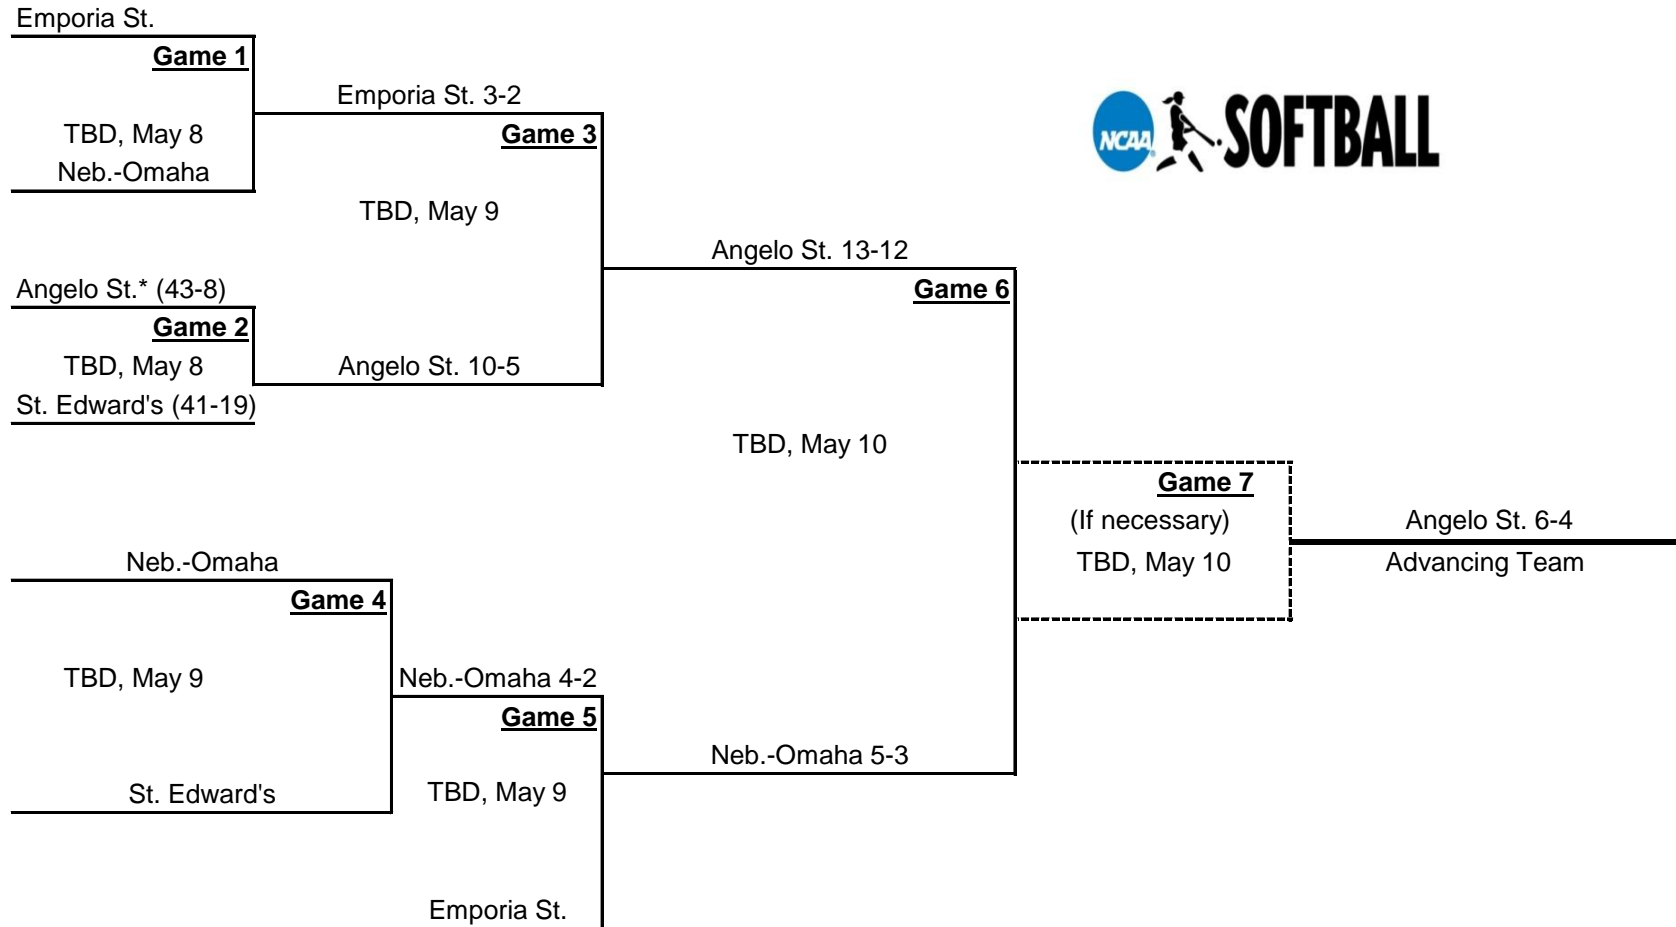 Emporia St.
Game 1
Emporia St. 3-2
TBD, May 8
Game 3
NCAA SOFTBALL
Neb.-Omaha
TBD, May 9
Angelo St. 13-12
Angelo St.* (43-8)
Game 6
Game 2
TBD, May 8
Angelo St. 10-5
St. Edward's (41-19)
TBD, May 10
Game 7
(If necessary)
Angelo St. 6-4
Neb.-Omaha
TBD, May 10
Advancing Team
Game 4
TBD, May 9
Neb.-Omaha 4-2
Game 5
Neb.-Omaha 5-3
St. Edward's
TBD, May 9
Emporia St.